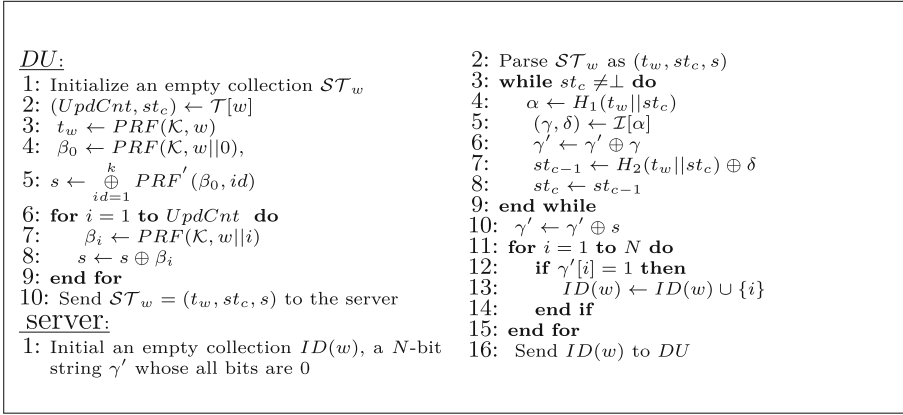 DU:
1: Initialize an empty collection 𝒮𝒯_w
2: (UpdCnt, st_c) ← 𝒯[w]
3: t_w ← PRF(𝒦, w)
4: β_0 ← PRF(𝒦, w||0),
5: s ← ⊕_{id=1}^{k} PRF′(β_0, id)
6: for i = 1 to UpdCnt do
7: β_i ← PRF(𝒦, w||i)
8: s ← s ⊕ β_i
9: end for
10: Send 𝒮𝒯_w = (t_w, st_c, s) to the server
server:
1: Initial an empty collection ID(w), a N-bit
string γ′ whose all bits are 0
2: Parse 𝒮𝒯_w as (t_w, st_c, s)
3: while st_c ≠⊥ do
4: α ← H_1(t_w||st_c)
5: (γ, δ) ← ℐ[α]
6: γ′ ← γ′ ⊕ γ
7: st_{c−1} ← H_2(t_w||st_c) ⊕ δ
8: st_c ← st_{c−1}
9: end while
10: γ′ ← γ′ ⊕ s
11: for i = 1 to N do
12: if γ′[i] = 1 then
13: ID(w) ← ID(w) ∪ {i}
14: end if
15: end for
16: Send ID(w) to DU